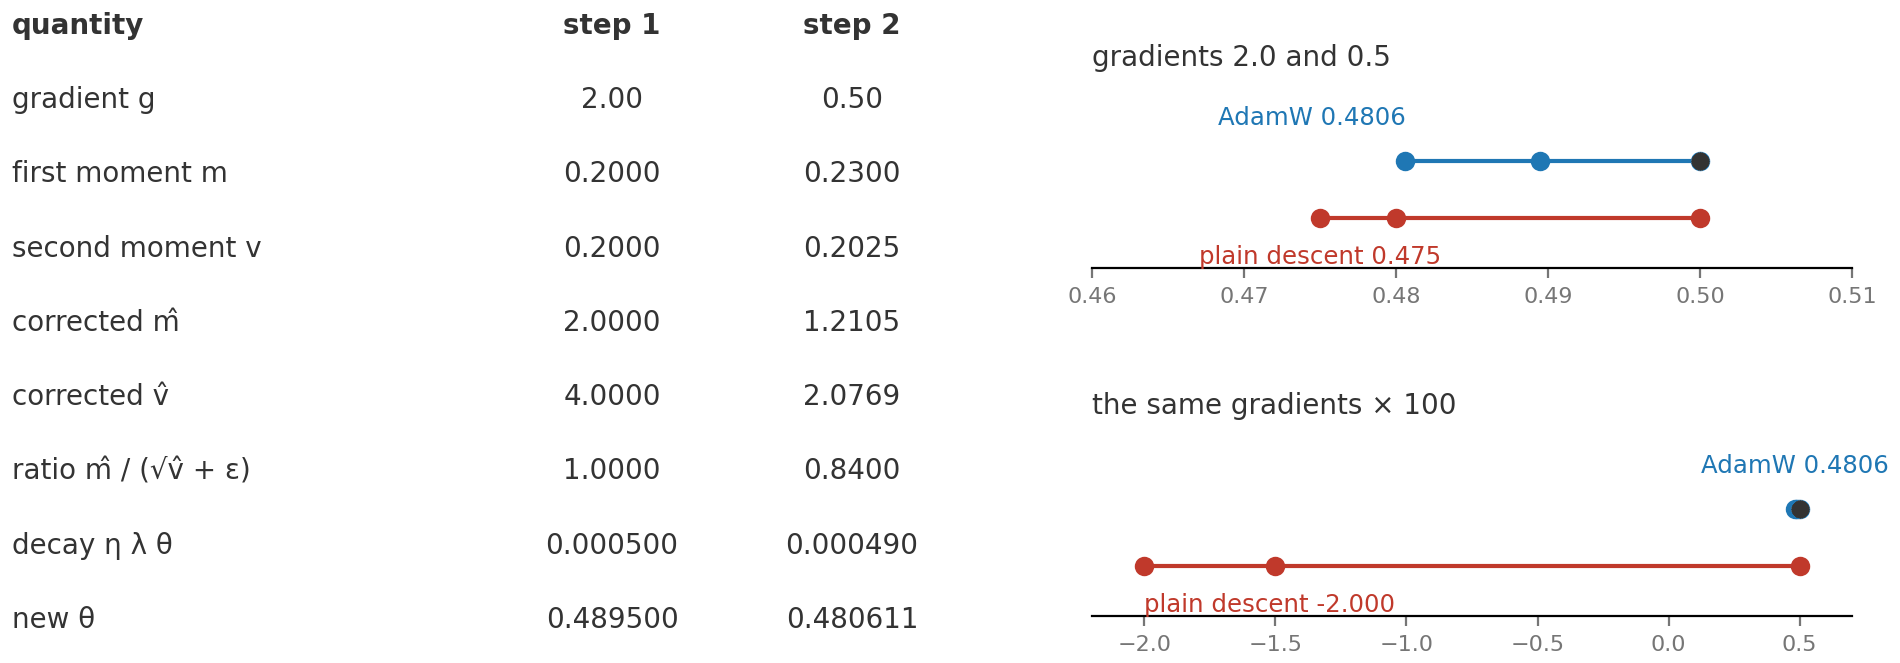 quantity step 1 step 2
gradient g 2.00 0.50
first moment m 0.2000 0.2300
second moment v 0.2000 0.2025
corrected m̂ 2.0000 1.2105
corrected v̂ 4.0000 2.0769
ratio m̂ / (√v̂ + ε) 1.0000 0.8400
decay η λ θ 0.000500 0.000490
new θ 0.489500 0.480611
gradients 2.0 and 0.5
AdamW 0.4806
plain descent 0.475
0.46 0.47 0.48 0.49 0.50 0.51
the same gradients × 100
AdamW 0.4806
plain descent -2.000
−2.0 −1.5 −1.0 −0.5 0.0 0.5